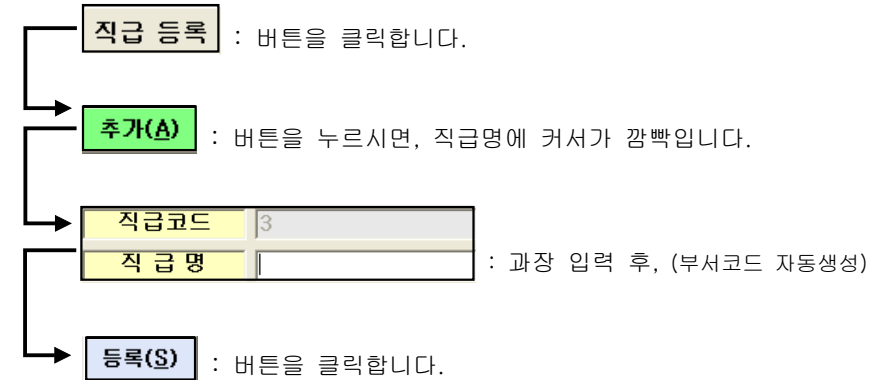 직급 등록 : 버튼을 클릭합니다.
추가(A) : 버튼을 누르시면, 직급명에 커서가 깜빡입니다.
직급코드 3
직 급 명 : 과장 입력 후, (부서코드 자동생성)
등록(S) : 버튼을 클릭합니다.